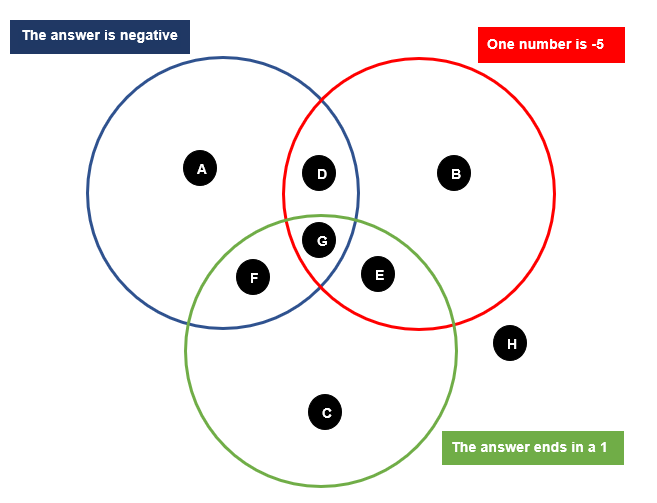 The answer is negative
One number is -5
A
D
B
G
F
E
H
C
The answer ends in a 1